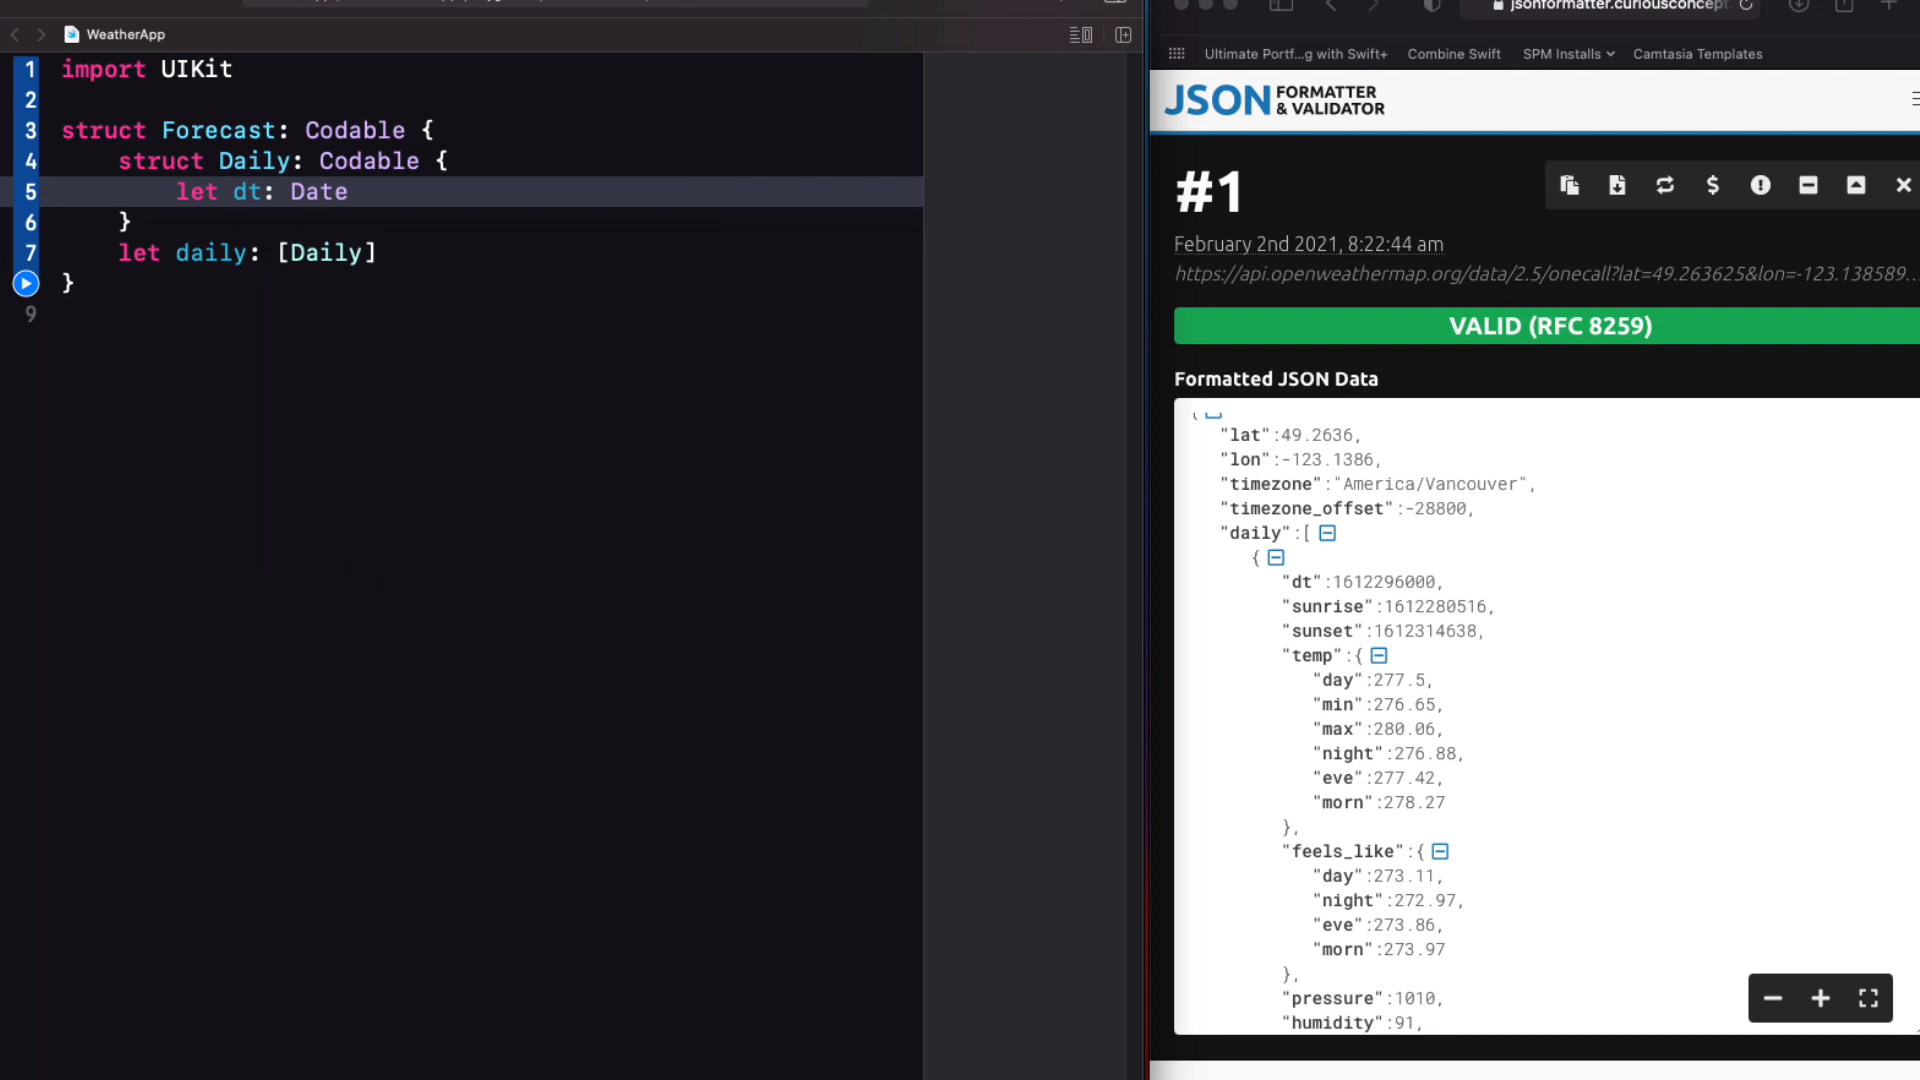 WeatherApp
1 import UIKit
2
3 struct Forecast: Codable {
4 struct Daily: Codable {
5 let dt: Date
6 }
7 let daily: [Daily]
}
9
jsonformatter.curiousconcept
Ultimate Portf...g with Swift+ Combine Swift SPM Installs Camtasia Templates
JSON FORMATTER & VALIDATOR
#1
February 2nd 2021, 8:22:44 am
https://api.openweathermap.org/data/2.5/onecall?lat=49.263625&lon=-123.138589...
VALID (RFC 8259)
Formatted JSON Data
{
"lat":49.2636,
"lon":-123.1386,
"timezone":"America/Vancouver",
"timezone_offset":-28800,
"daily":[
{
"dt":1612296000,
"sunrise":1612280516,
"sunset":1612314638,
"temp":{
"day":277.5,
"min":276.65,
"max":280.06,
"night":276.88,
"eve":277.42,
"morn":278.27
},
"feels_like":{
"day":273.11,
"night":272.97,
"eve":273.86,
"morn":273.97
},
"pressure":1010,
"humidity":91,